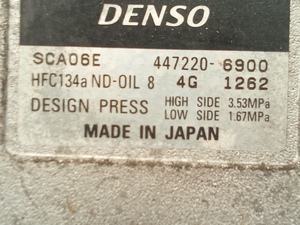 DENSO
SCA06E 447220-6900
HFC134a ND-OIL 8 4G 1262
DESIGN PRESS HIGH SIDE 3.53MPa
LOW SIDE 1.67MPa
MADE IN JAPAN